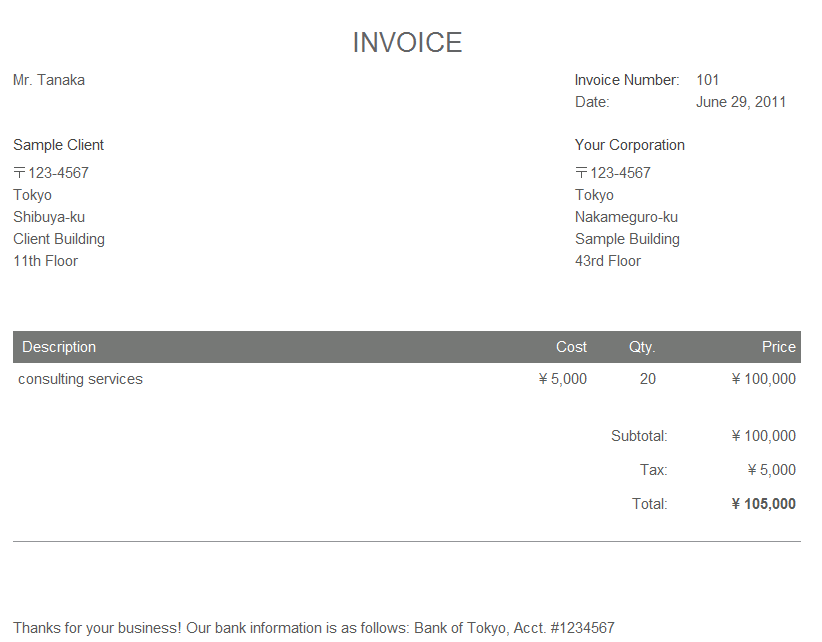 INVOICE
Mr. Tanaka
Invoice Number: 101
Date: June 29, 2011
Sample Client
〒123-4567
Tokyo
Shibuya-ku
Client Building
11th Floor
Your Corporation
〒123-4567
Tokyo
Nakameguro-ku
Sample Building
43rd Floor
Description Cost Qty. Price
consulting services ¥ 5,000 20 ¥ 100,000
Subtotal: ¥ 100,000
Tax: ¥ 5,000
Total: ¥ 105,000
Thanks for your business! Our bank information is as follows: Bank of Tokyo, Acct. #1234567